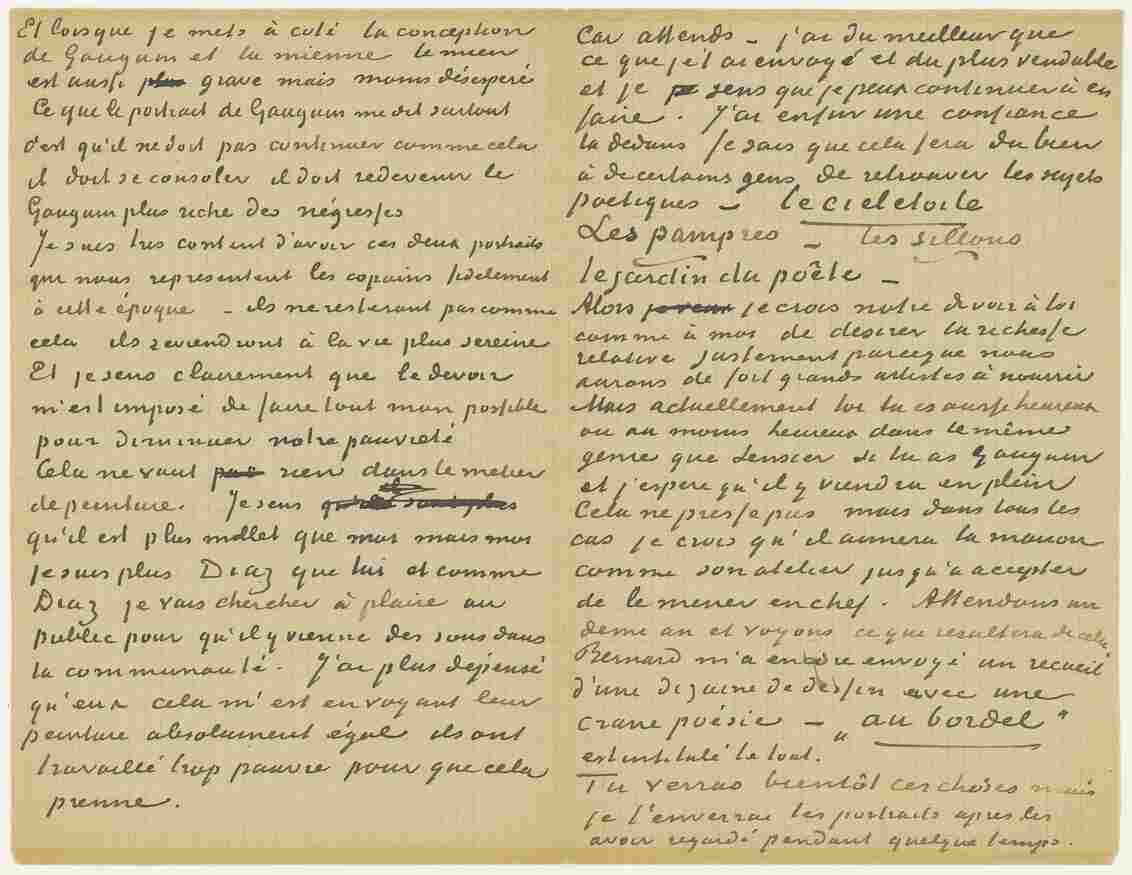 Et lorsque je mets à coté la conception
de Gauguin et la mienne le mien
est aussi grave mais moins désespéré
Ce que le portrait de Gauguin me dit surtout
c'est qu'il ne doit pas continuer comme cela
il doit se consoler il doit redevenir le
Gauguin plus riche des négresses
Je suis très content d'avoir ces deux portraits
qui nous representent les copains fidelement
à cette époque – ils ne resteront pas comme
cela ils reviendront à la vie plus sereine
Et je sens clairement que le devoir
m'est imposé de faire tout mon possible
pour diminuer notre pauvreté
Cela ne vaut rien dans le metier
de peinture. Je sens
qu'il est plus millet que moi mais moi
je suis plus Diaz que lui et comme
Diaz je vais chercher à plaire au
public pour qu'il y vienne des sous dans
la communauté. J'ai plus dépensé
qu'eux cela m'est en voyant leur
peinture absolument égal ils ont
travaillé trop pauvre pour que cela
prenne.
Car attends – j'ai du meilleur que
ce que je t'ai envoyé et du plus vendable
et je sens que je peux continuer à en
faire. J'ai enfin une confiance
là dedans Je sais que cela fera du bien
à de certains gens de retrouver les sujets
poetiques – le ciel etoilé
Les pampres – les sillons
le jardin du poête –
Alors je crois notre devoir à toi
comme à moi de désirer la richesse
relative justement parceque nous
aurons de fort grands artistes à nourrir
Mais actuellement toi tu es aussi heureux
ou au moins heureux dans le même
genre que Sensier si tu as Gauguin
et j'espère qu'il y viendra en plein
Cela ne presse pas mais dans tous les
cas je crois qu'il aimera la maison
comme son atelier jusqu'à accepter
de le mener en chef. Attendons un
demi an et voyons ce que resultera de cela
Bernard m'a encore envoyé un recueil
d'une dizaine de dessin avec une
crane poésie – „au bordel"
est intitulé le tout.
Tu verras bientôt ces choses mais
je t'enverrai les portraits après les
avoir regardé pendant quelque temps.